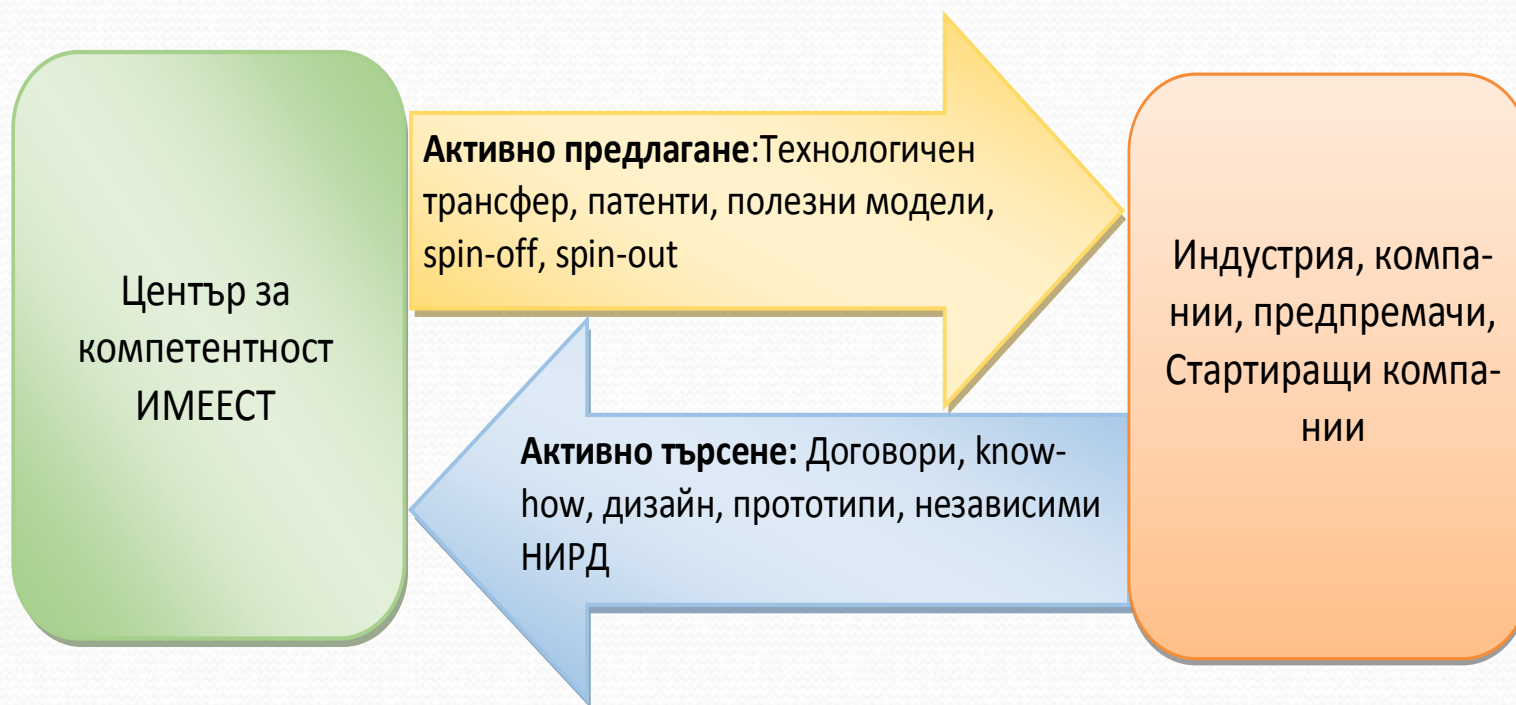 Център за
компетентност
ИМЕЕСТ
Активно предлагане:Технологичен
трансфер, патенти, полезни модели,
spin-off, spin-out
Активно търсене: Договори, know-
how, дизайн, прототипи, независими
НИРД
Индустрия, компа-
нии, предпремачи,
Стартиращи компа-
нии